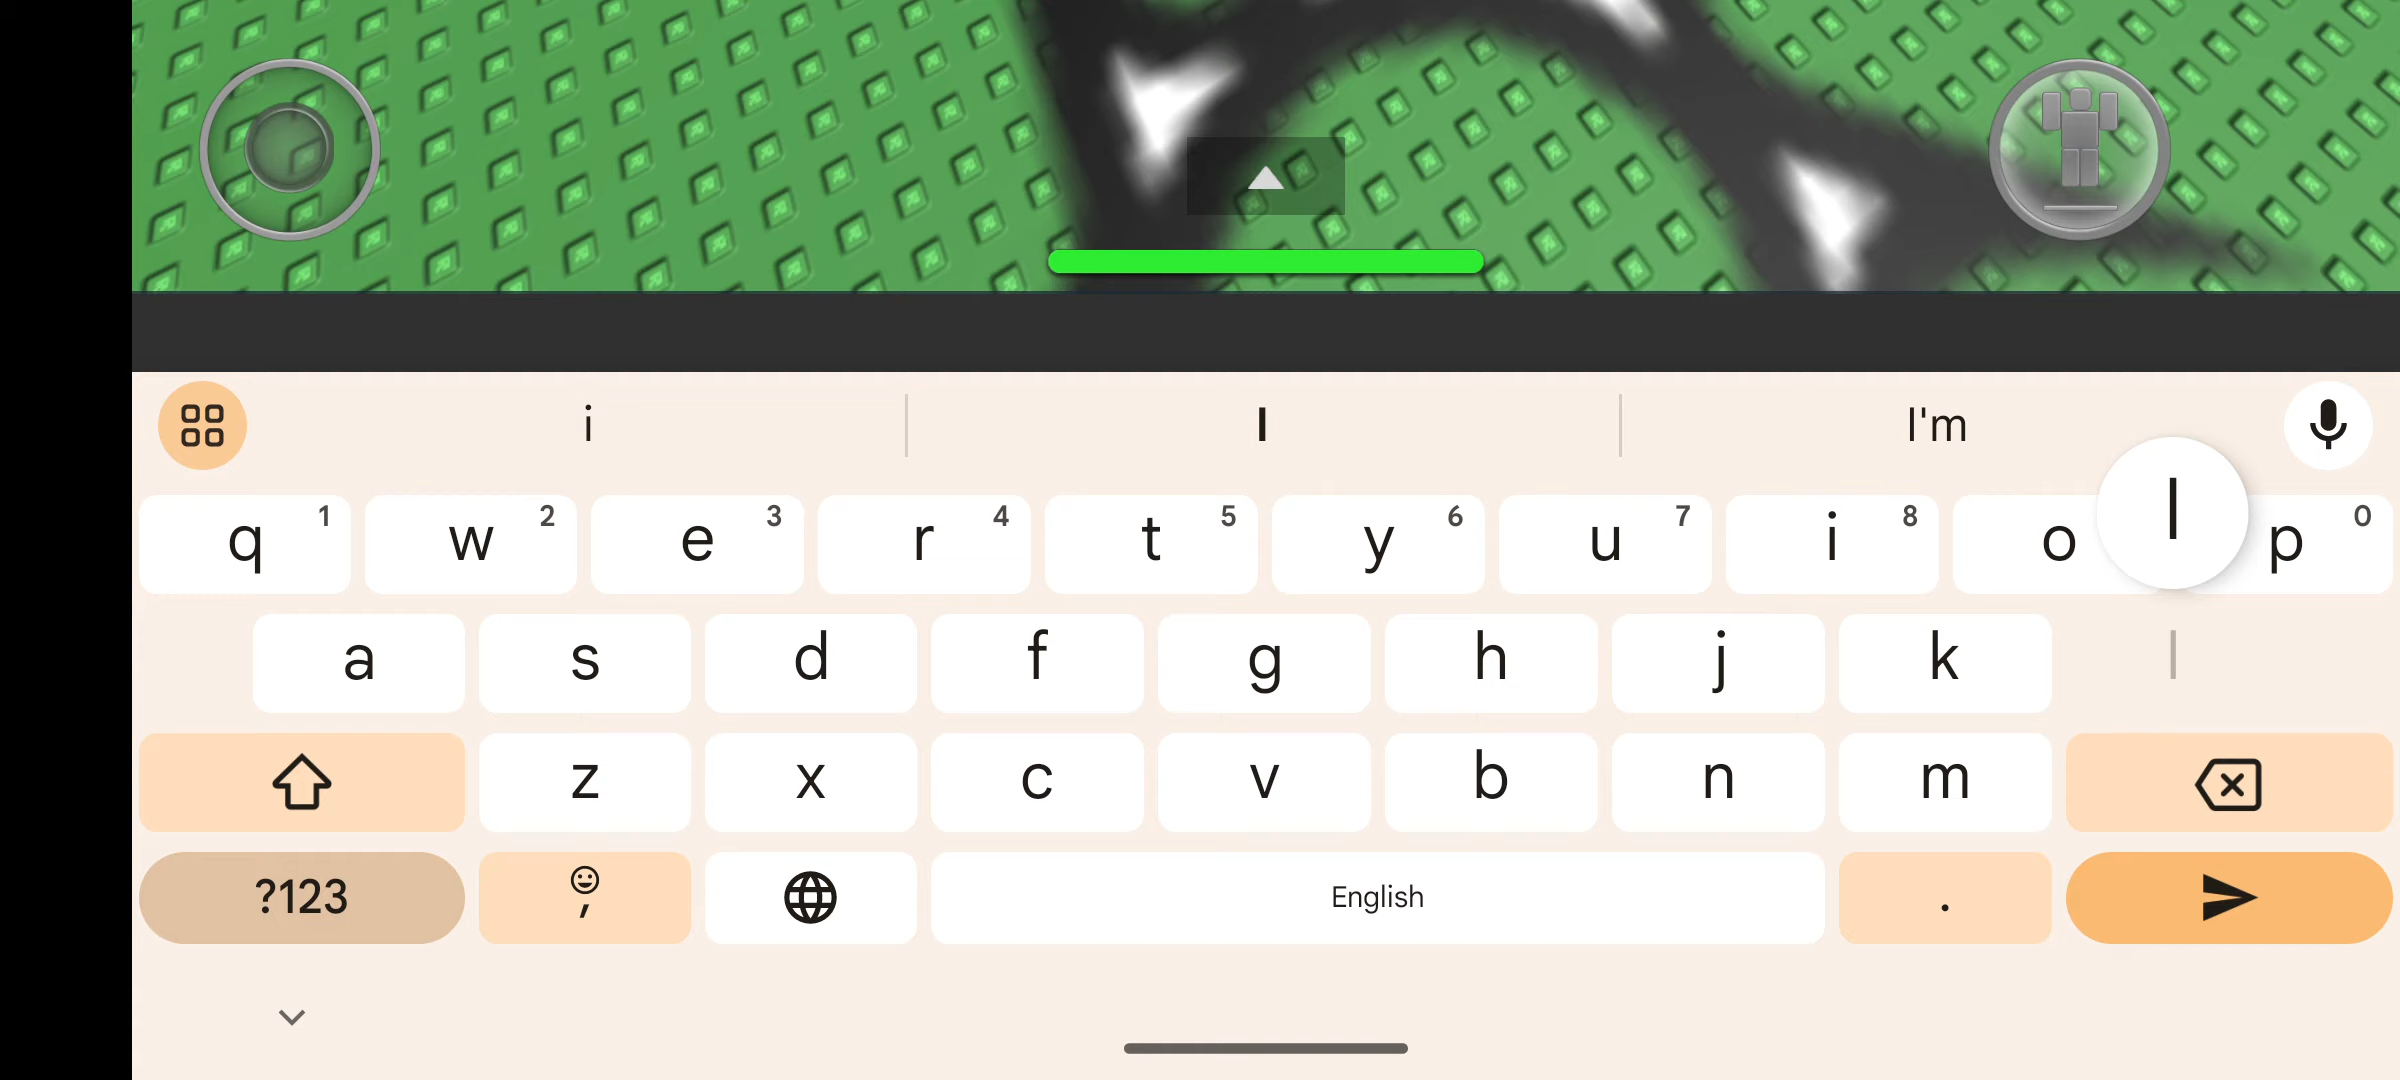 i I I'm
q 1 w 2 e 3 r 4 t 5 y 6 u 7 i 8 o l p 0
a s d f g h j k l
z x c v b n m
?123 , English .